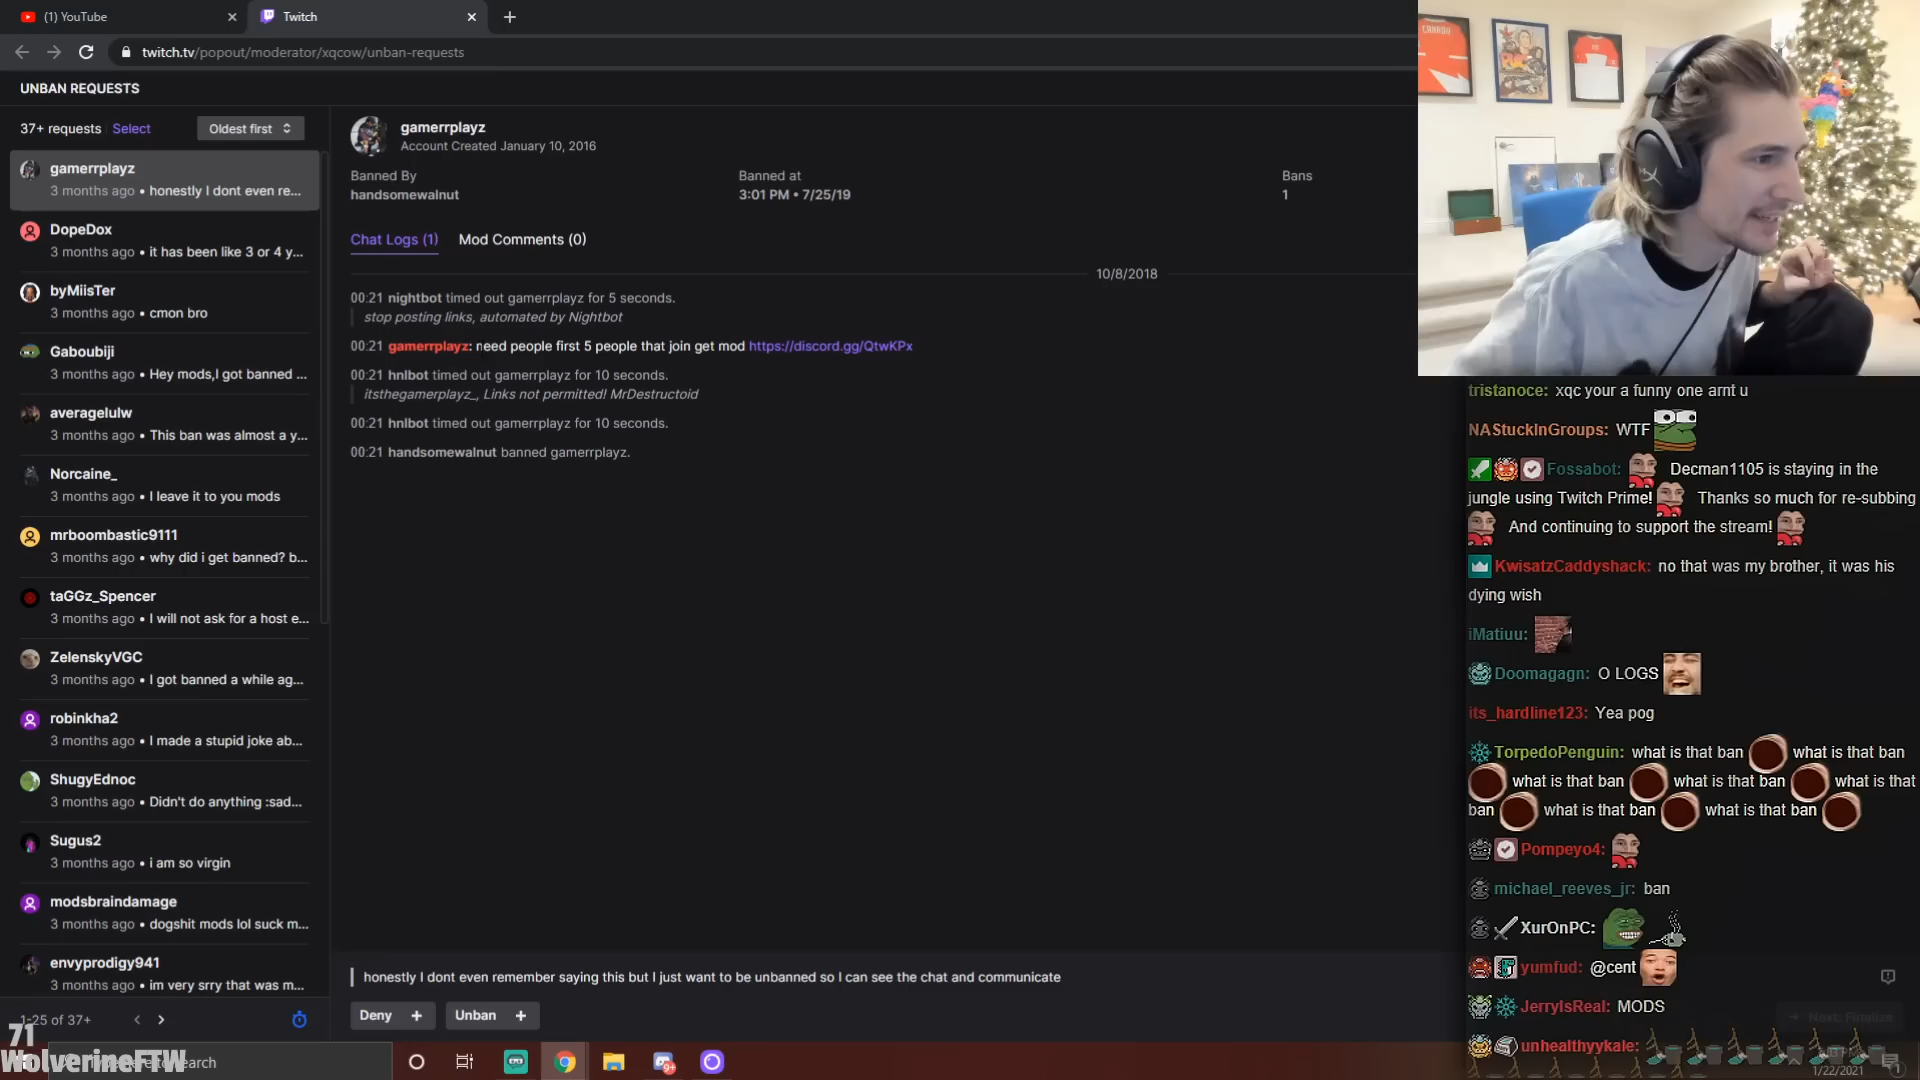 (1) YouTube
Twitch
twitch.tv/popout/moderator/xqcow/unban-requests
UNBAN REQUESTS
37+ requests Select Oldest first
gamerrplayz
3 months ago • honestly I dont even re...
DopeDox
3 months ago • it has been like 3 or 4 y...
byMiisTer
3 months ago • cmon bro
Gaboubiji
3 months ago • Hey mods,I got banned ...
averagelulw
3 months ago • This ban was almost a y...
Norcaine_
3 months ago • I leave it to you mods
mrboombastic9111
3 months ago • why did i get banned? b...
taGGz_Spencer
3 months ago • I will not ask for a host e...
ZelenskyVGC
3 months ago • I got banned a while ag...
robinkha2
3 months ago • I made a stupid joke ab...
ShugyEdnoc
3 months ago • Didn't do anything :sad...
Sugus2
3 months ago • i am so virgin
modsbraindamage
3 months ago • dogshit mods lol suck m...
envyprodigy941
3 months ago • im very srry that was m...
1-25 of 37+
71
WolverineFTW
search
gamerrplayz
Account Created January 10, 2016
Banned By
handsomewalnut
Banned at
3:01 PM • 7/25/19
Bans
1
Chat Logs (1) Mod Comments (0)
10/8/2018
00:21 nightbot timed out gamerrplayz for 5 seconds.
stop posting links, automated by Nightbot
00:21 gamerrplayz: need people first 5 people that join get mod https://discord.gg/QtwKPx
00:21 hnlbot timed out gamerrplayz for 10 seconds.
itsthegamerplayz_, Links not permitted! MrDestructoid
00:21 hnlbot timed out gamerrplayz for 10 seconds.
00:21 handsomewalnut banned gamerrplayz.
honestly I dont even remember saying this but I just want to be unbanned so I can see the chat and communicate
Deny + Unban +
9+
CANADA
tristanoce: xqc your a funny one arnt u
NAStuckInGroups: WTF
Fossabot: Decman1105 is staying in the
jungle using Twitch Prime! Thanks so much for re-subbing
And continuing to support the stream!
KwisatzCaddyshack: no that was my brother, it was his
dying wish
iMatiuu:
Doomagagn: O LOGS
its_hardline123: Yea pog
TorpedoPenguin: what is that ban what is that ban
what is that ban what is that ban what is that
ban what is that ban what is that ban
Pompeyo4:
michael_reeves_jr: ban
XurOnPC:
yumfud: @cent
JerryIsReal: MODS
Next: Finalize
unhealthyykale:
1/22/2021